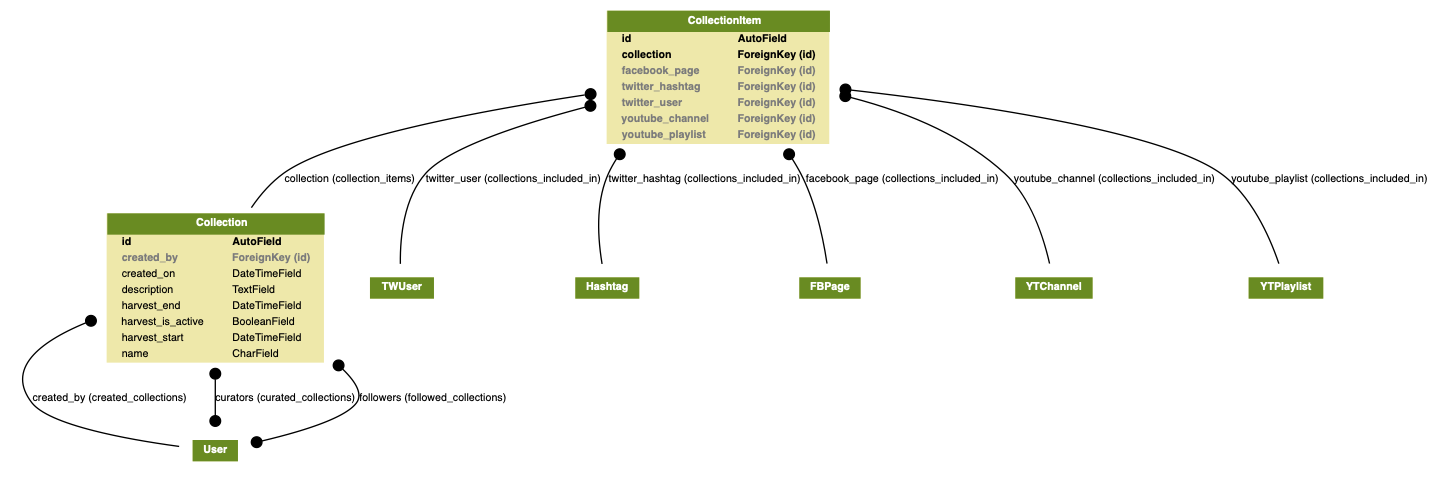 CollectionItem
id AutoField
collection ForeignKey (id)
facebook_page ForeignKey (id)
twitter_hashtag ForeignKey (id)
twitter_user ForeignKey (id)
youtube_channel ForeignKey (id)
youtube_playlist ForeignKey (id)
collection (collection_items) twitter_user (collections_included_in) twitter_hashtag (collections_included_in) facebook_page (collections_included_in) youtube_channel (collections_included_in) youtube_playlist (collections_included_in)
Collection
id AutoField
created_by ForeignKey (id)
created_on DateTimeField
description TextField
harvest_end DateTimeField
harvest_is_active BooleanField
harvest_start DateTimeField
name CharField
TWUser Hashtag FBPage YTChannel YTPlaylist
created_by (created_collections) curators (curated_collections) followers (followed_collections)
User